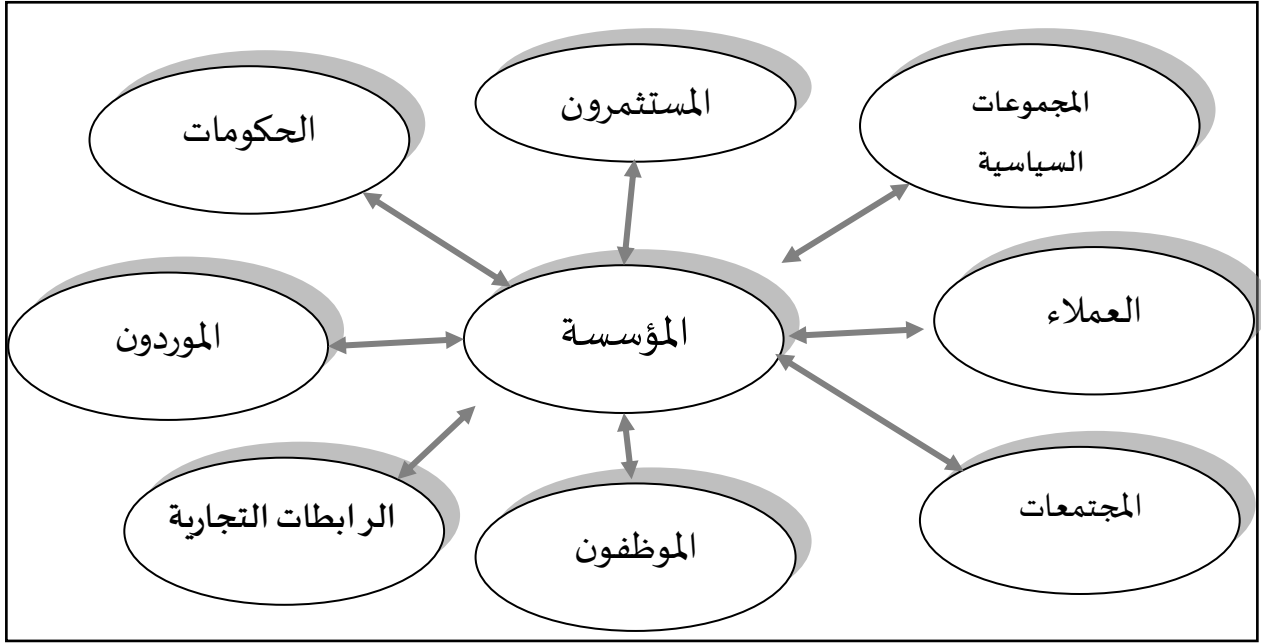 المجموعات
السياسية
المستثمرون
الحكومات
العملاء
المؤسسة
الموردون
المجتمعات
الموظفون
الرابطات التجارية